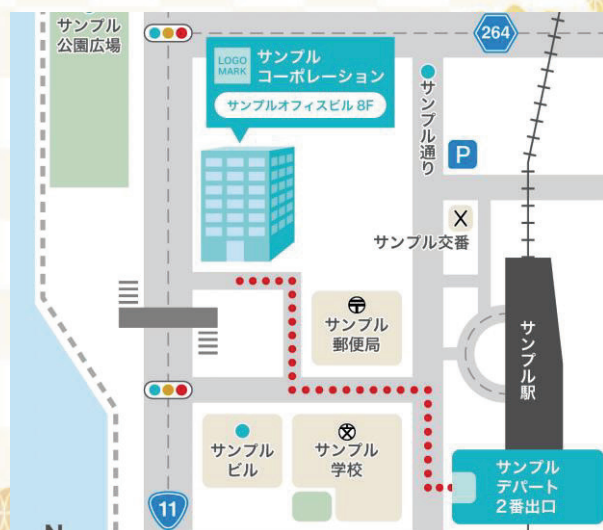 サンプル
公園広場
LOGO
MARK
サンプル
コーポレーション
サンプルオフィスビル 8F
264
サンプル通り
P
サンプル交番
サンプル
郵便局
サンプル駅
サンプル
ビル
サンプル
学校
サンプル
デパート
2番出口
11
N